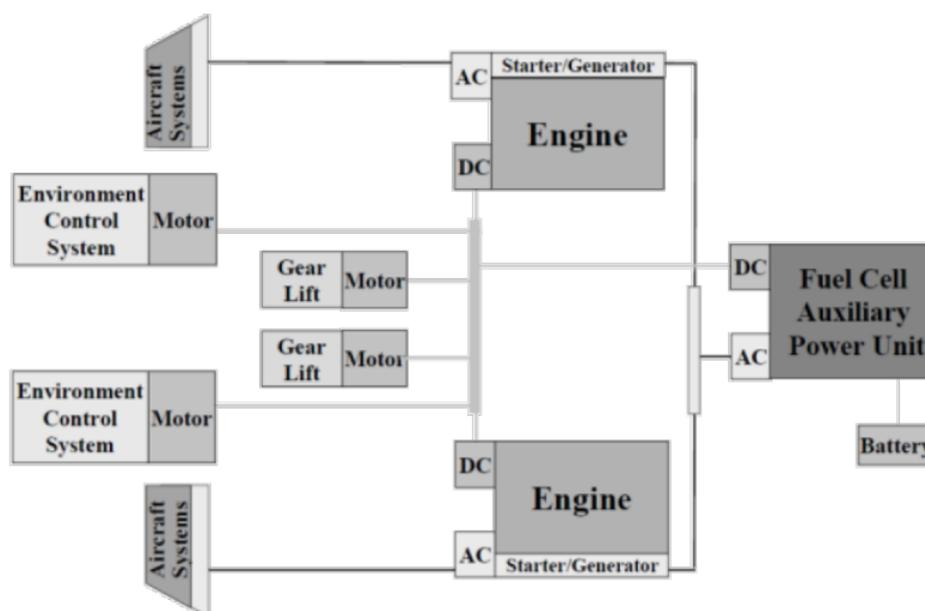 Aircraft
Systems
AC
Starter/Generator
Engine
DC
Environment
Control
System
Motor
Gear
Lift
Motor
DC
Fuel Cell
Auxiliary
Power Unit
AC
Gear
Lift
Motor
Environment
Control
System
Motor
Battery
DC
Engine
AC
Starter/Generator
Aircraft
Systems